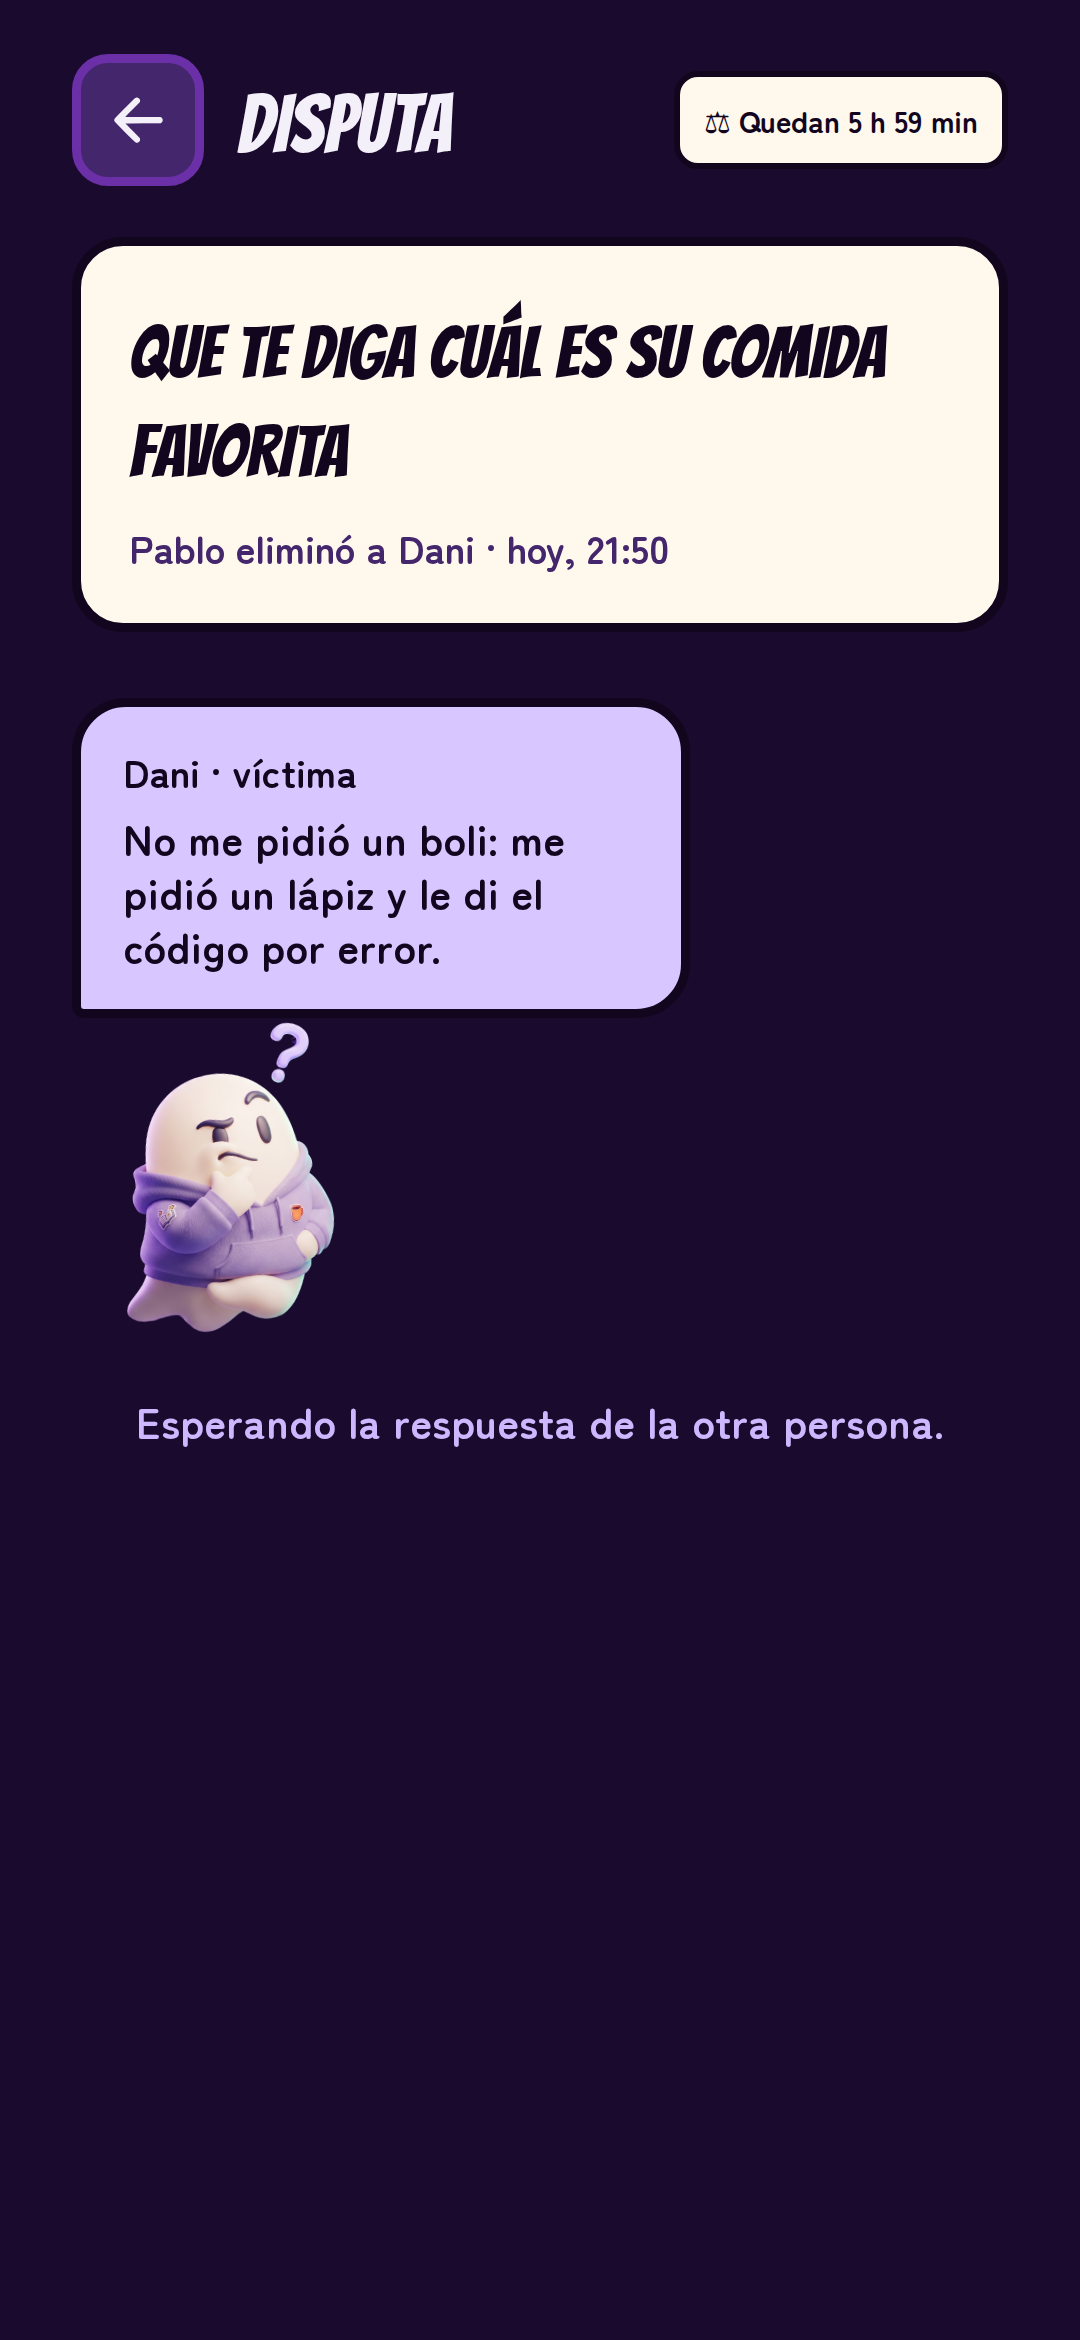 DISPUTA
⚖ Quedan 5 h 59 min
QUE TE DIGA CUÁL ES SU COMIDA
FAVORITA
Pablo eliminó a Dani · hoy, 21:50
Dani · víctima
No me pidió un boli: me
pidió un lápiz y le di el
código por error.
?
Esperando la respuesta de la otra persona.